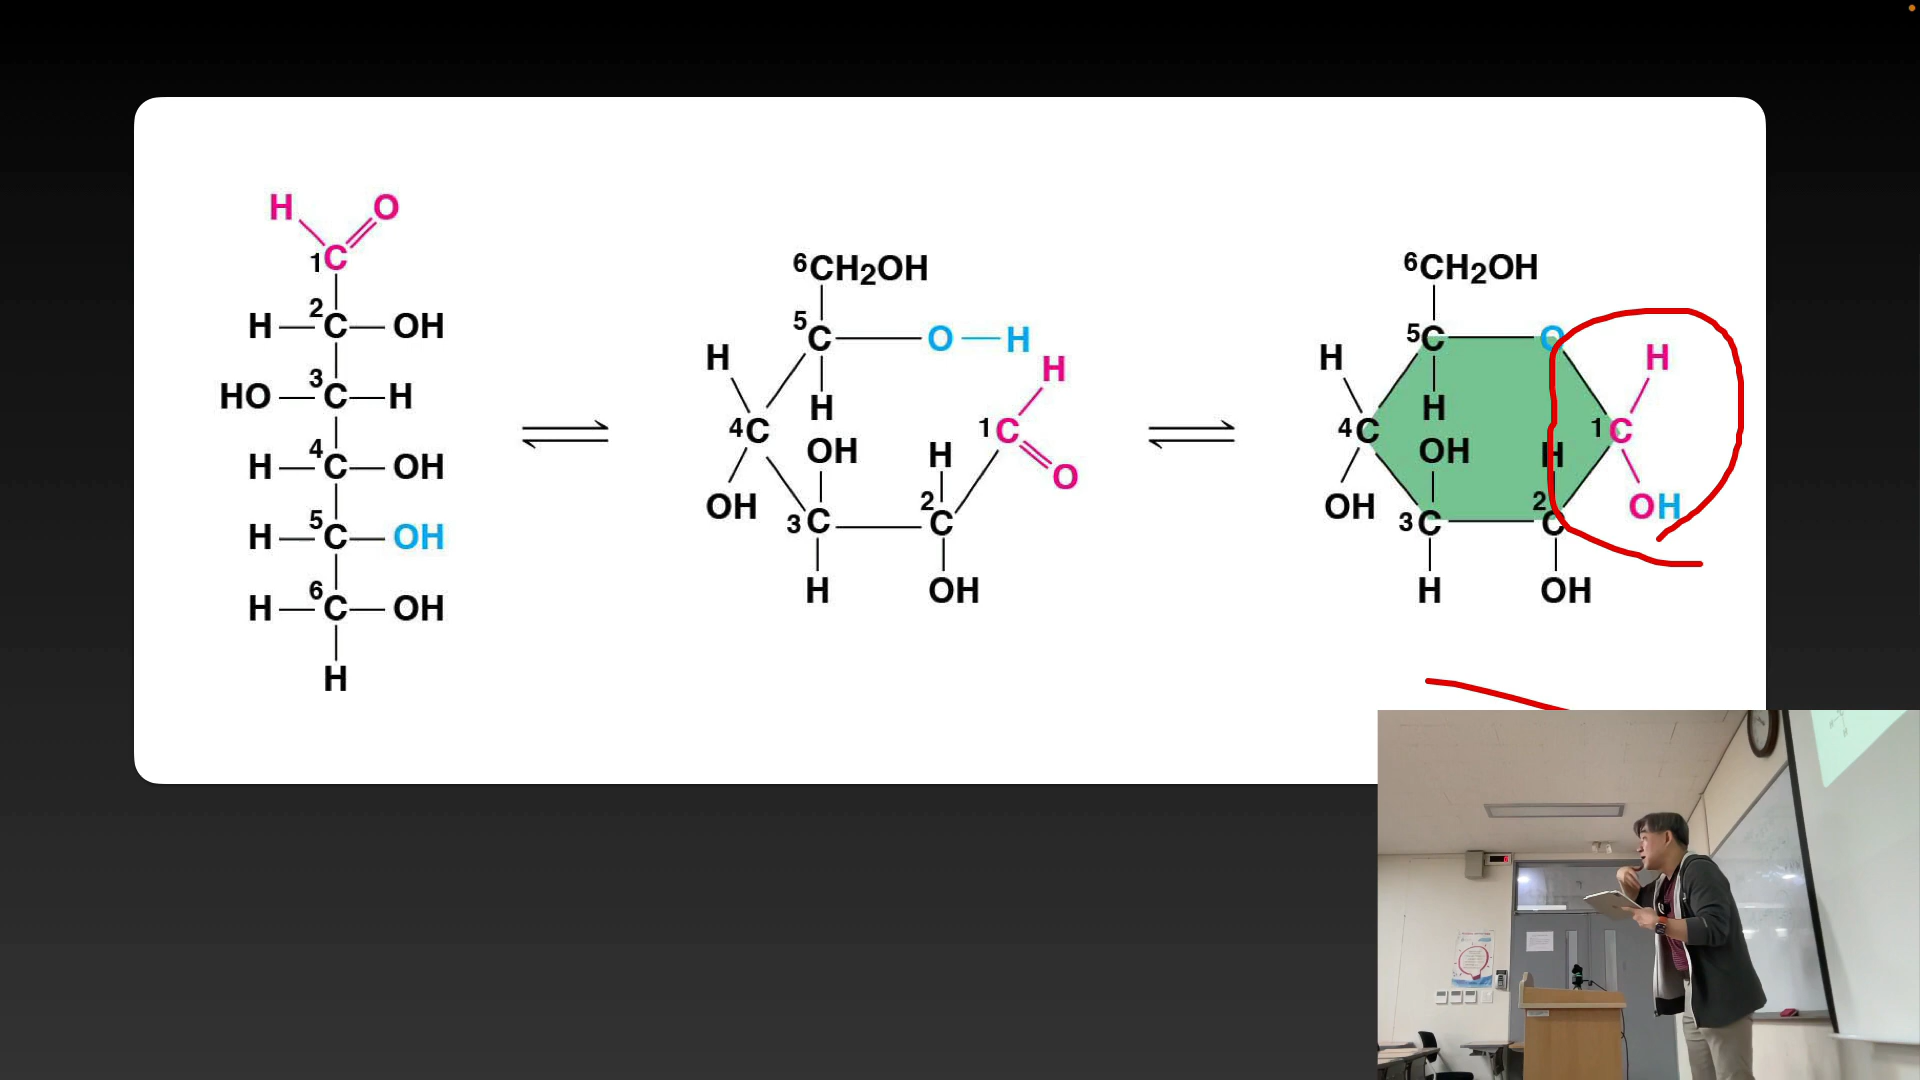 H O
1C
H 2C OH
HO 3C H
H 4C OH
H 5C OH
H 6C OH
H
6CH2OH
5C O H
H H
H
4C OH H 1C
OH 3C 2C O
H OH
6CH2OH
5C O
H H
H
4C OH H 1C
OH 3C 2C OH
H OH